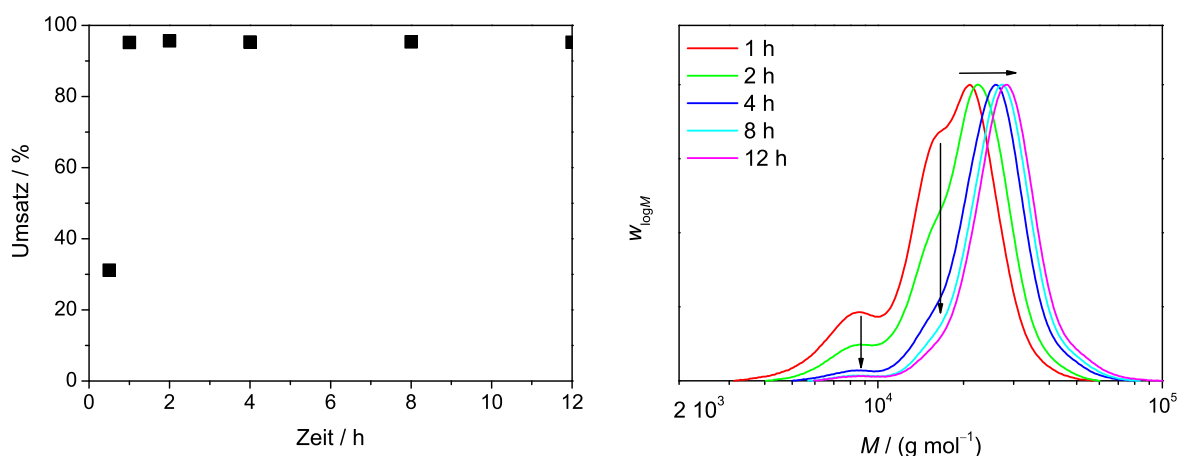 100
80
60
40
20
0
Umsatz / %
0 2 4 6 8 10 12
Zeit / h
1 h
2 h
4 h
8 h
12 h
w_logM
2 10³ 10⁴ 10⁵
M / (g mol⁻¹)